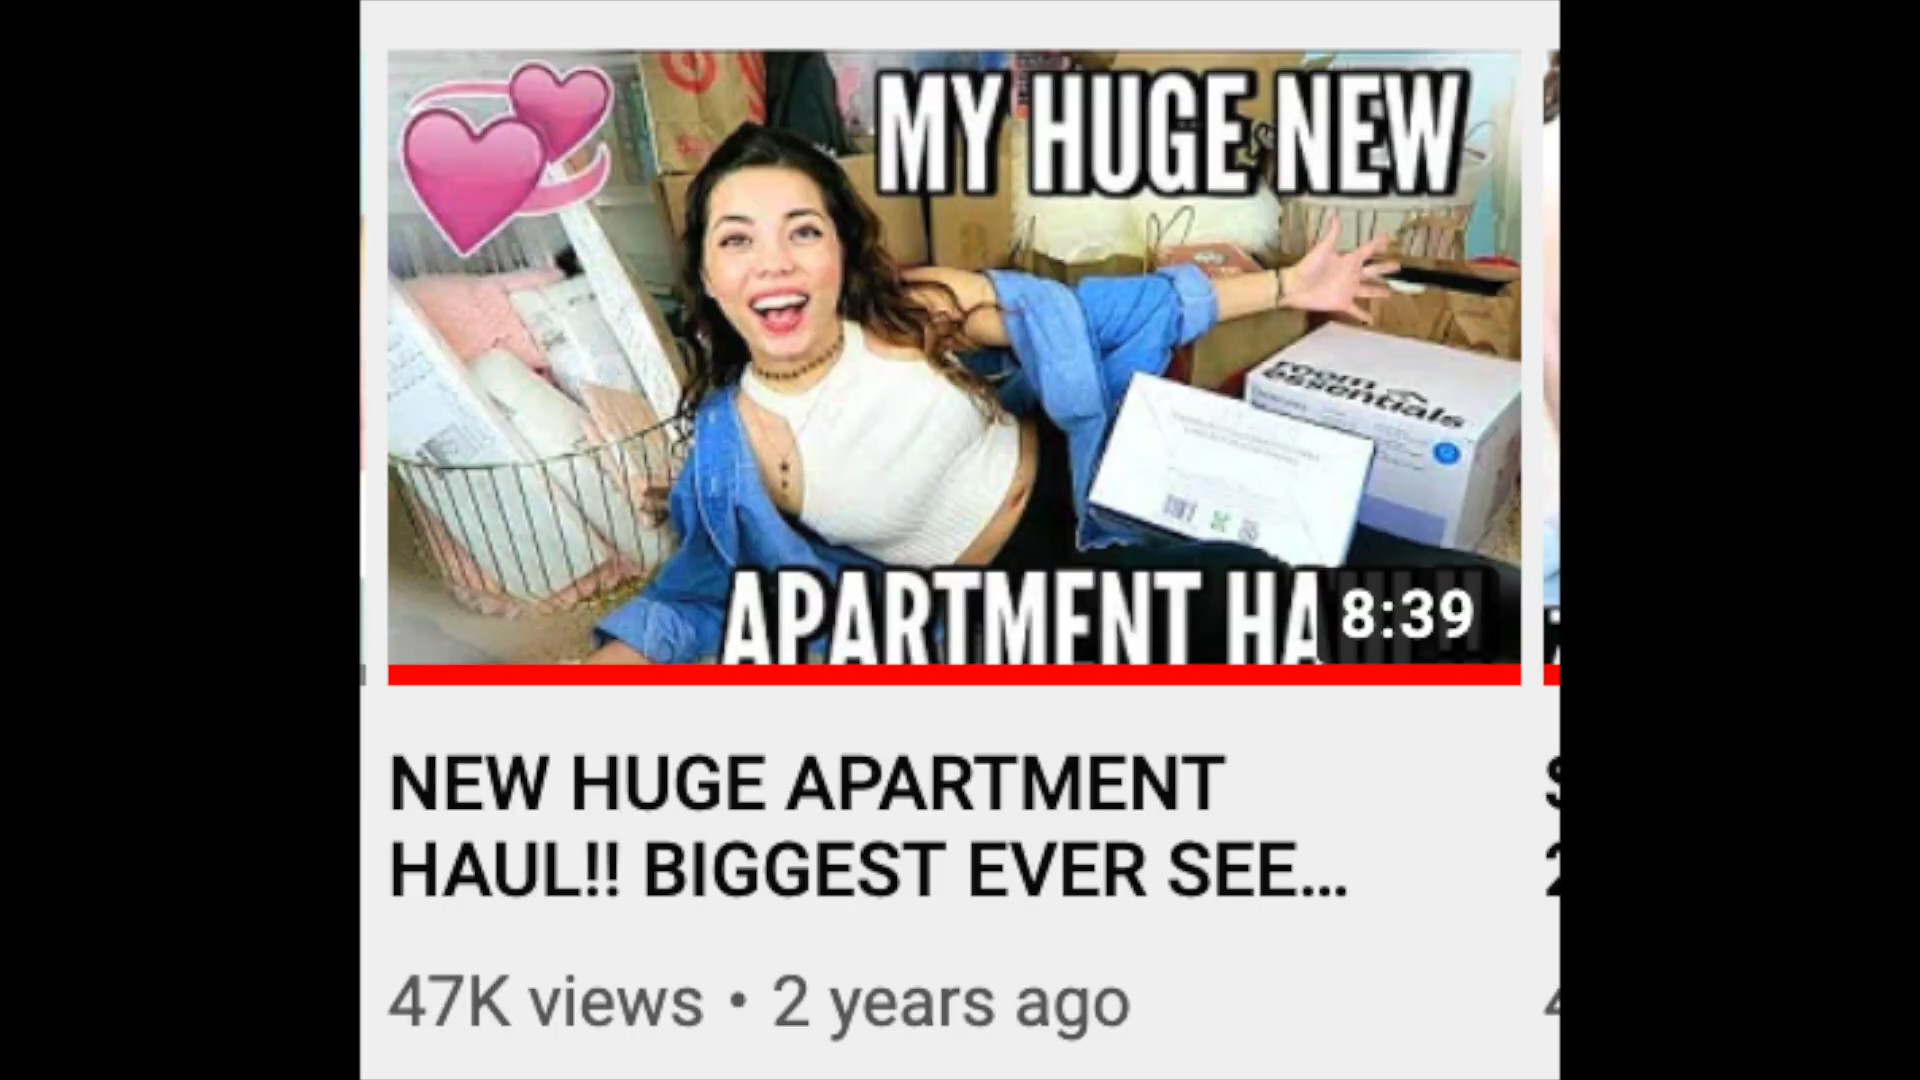 MY HUGE NEW
room
essentials
APARTMENT HA
8:39
NEW HUGE APARTMENT
HAUL!! BIGGEST EVER SEE...
47K views • 2 years ago